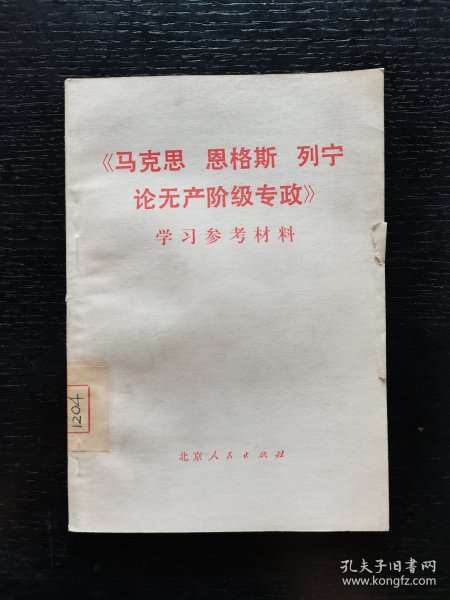 《马克思 恩格斯 列宁
论无产阶级专政》
学习参考材料
1204
北京人民出版社
孔夫子旧书网
www.kongfz.com